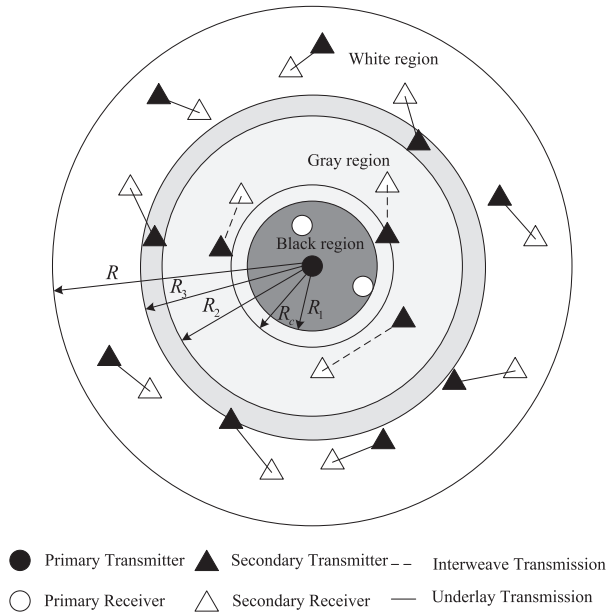 White region
Gray region
Black region
R
R3
R2
Rc
R1
Primary Transmitter
Secondary Transmitter
Interweave Transmission
Primary Receiver
Secondary Receiver
Underlay Transmission